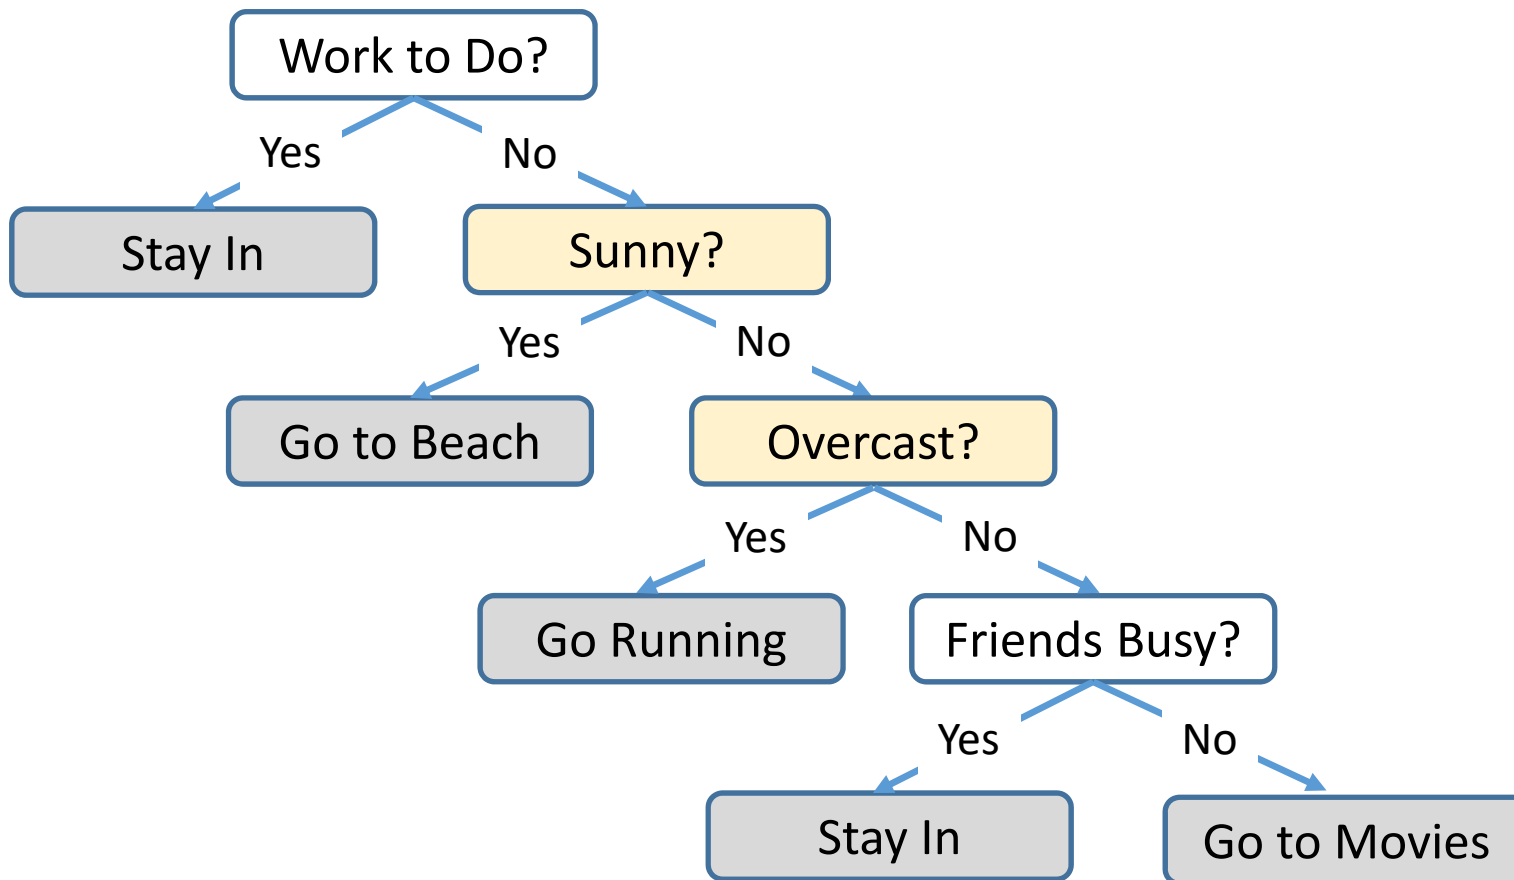 Work to Do?
Yes
No
Stay In
Sunny?
Yes
No
Go to Beach
Overcast?
Yes
No
Go Running
Friends Busy?
Yes
No
Stay In
Go to Movies